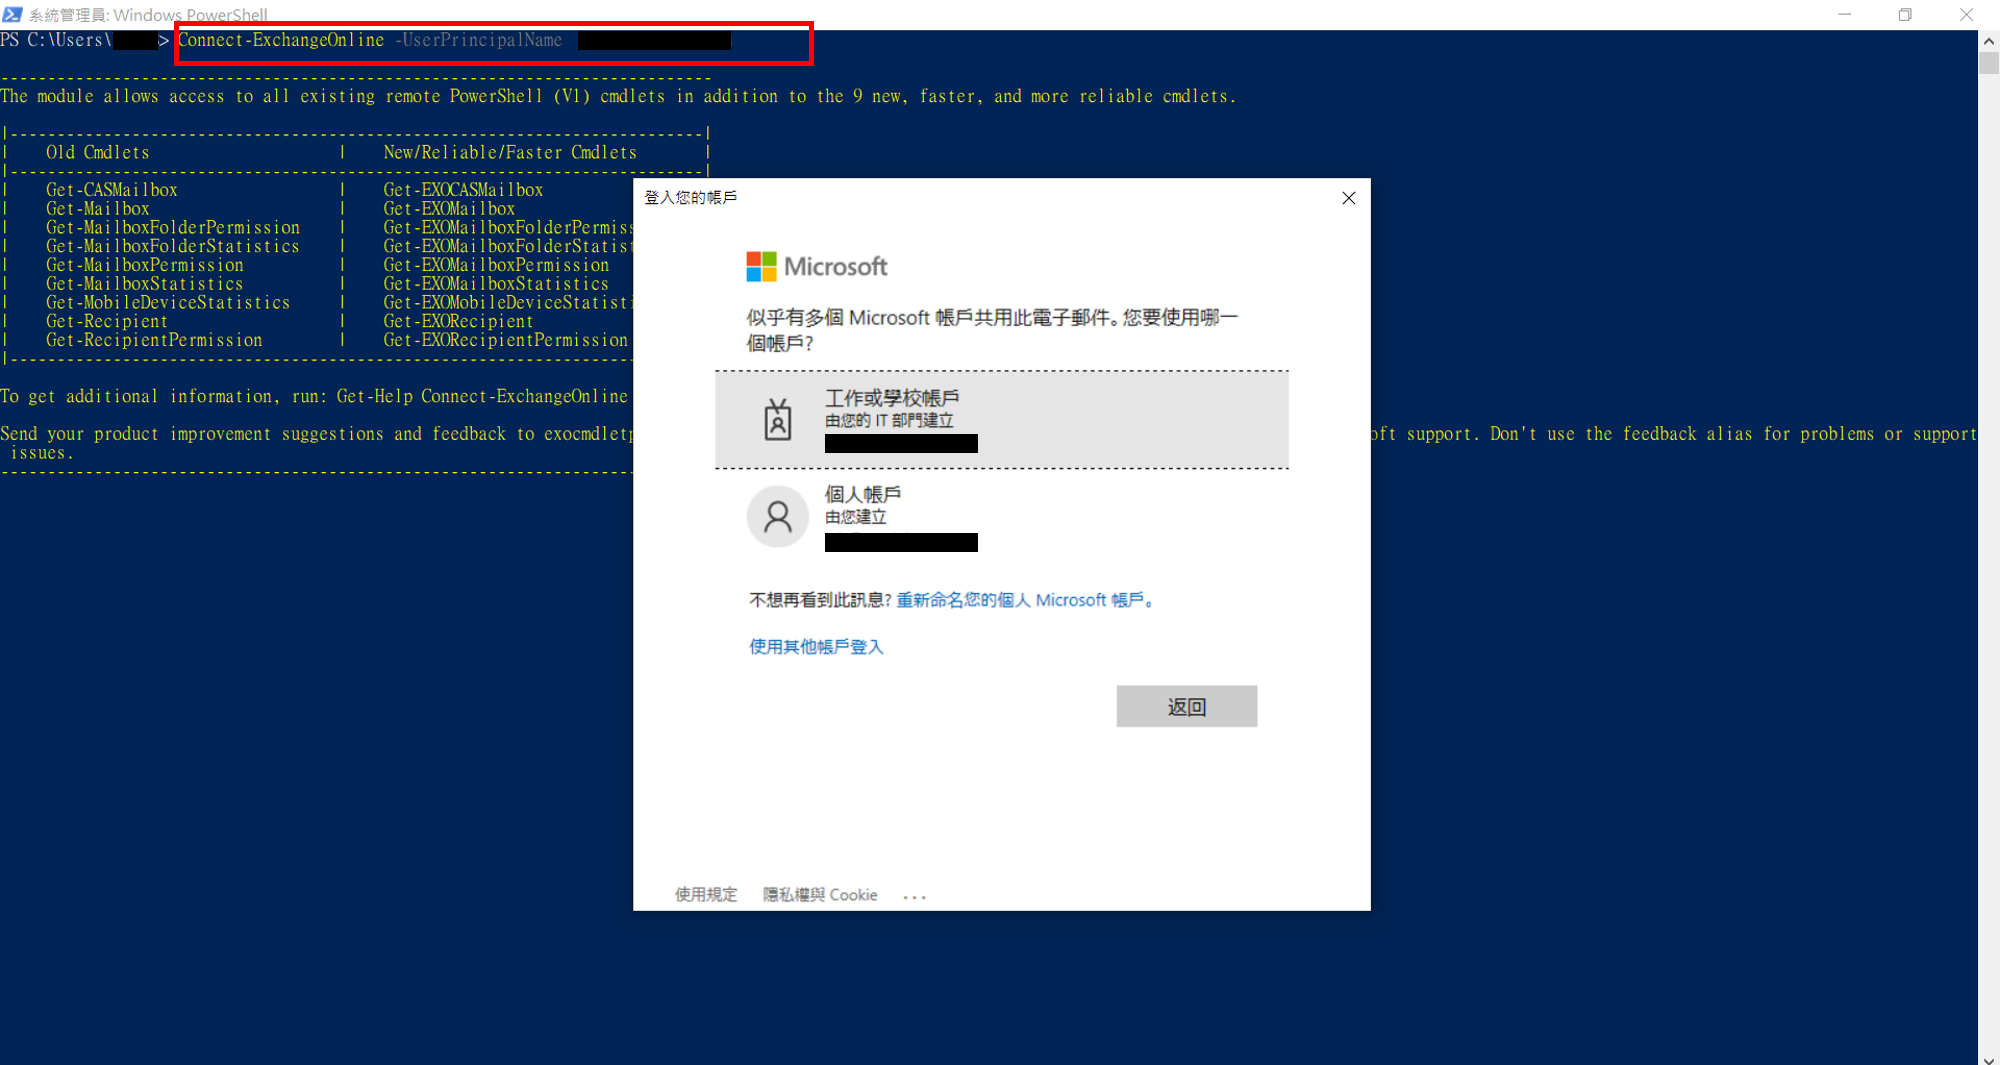 系統管理員: Windows PowerShell
PS C:\Users\ > Connect-ExchangeOnline -UserPrincipalName
----------------------------------------------------------------------------
The module allows access to all existing remote PowerShell (V1) cmdlets in addition to the 9 new, faster, and more reliable cmdlets.
|--------------------------------------------------------------------------|
| Old Cmdlets | New/Reliable/Faster Cmdlets |
|--------------------------------------------------------------------------|
| Get-CASMailbox | Get-EXOCASMailbox
| Get-Mailbox | Get-EXOMailbox
| Get-MailboxFolderPermission | Get-EXOMailboxFolderPermiss
| Get-MailboxFolderStatistics | Get-EXOMailboxFolderStatist
| Get-MailboxPermission | Get-EXOMailboxPermission
| Get-MailboxStatistics | Get-EXOMailboxStatistics
| Get-MobileDeviceStatistics | Get-EXOMobileDeviceStatisti
| Get-Recipient | Get-EXORecipient
| Get-RecipientPermission | Get-EXORecipientPermission
|-------------------------------------------------------------------
To get additional information, run: Get-Help Connect-ExchangeOnline
Send your product improvement suggestions and feedback to exocmdletp
oft support. Don't use the feedback alias for problems or support
issues.
--------------------------------------------------------------------
登入您的帳戶
Microsoft
似乎有多個 Microsoft 帳戶共用此電子郵件。您要使用哪一
個帳戶?
工作或學校帳戶
由您的 IT 部門建立
個人帳戶
由您建立
不想再看到此訊息? 重新命名您的個人 Microsoft 帳戶。
使用其他帳戶登入
返回
使用規定 隱私權與 Cookie ...